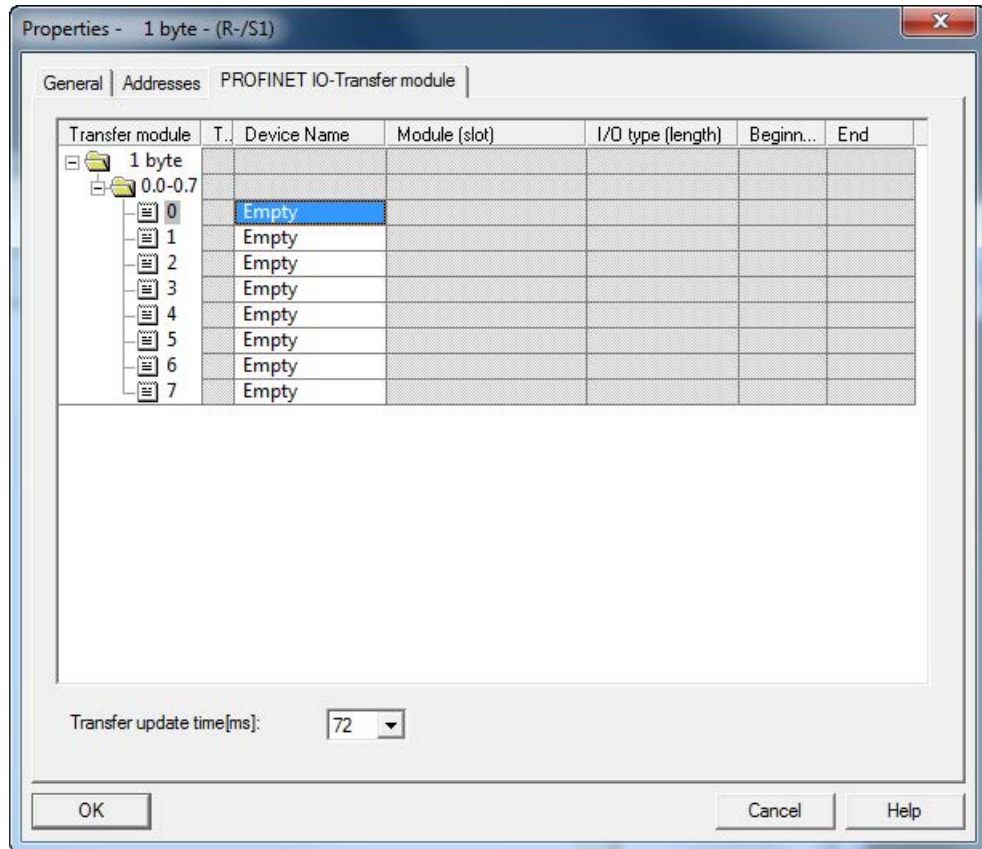 Properties - 1 byte - (R-/S1)
General Addresses PROFINET IO-Transfer module
Transfer module T.. Device Name Module (slot) I/O type (length) Beginn... End
1 byte
0.0-0.7
0 Empty
1 Empty
2 Empty
3 Empty
4 Empty
5 Empty
6 Empty
7 Empty
Transfer update time[ms]: 72
OK Cancel Help